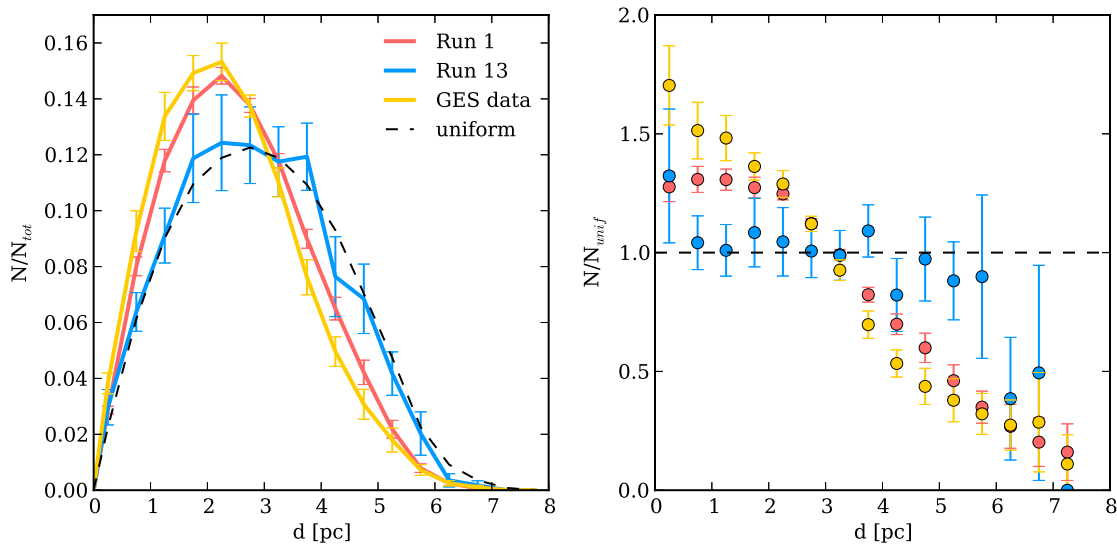 0.16
0.14
0.12
0.10
0.08
0.06
0.04
0.02
0.00
N/N_tot
Run 1
Run 13
GES data
uniform
0 1 2 3 4 5 6 7 8
d [pc]
2.0
1.5
1.0
0.5
0.0
N/N_unif
0 1 2 3 4 5 6 7 8
d [pc]